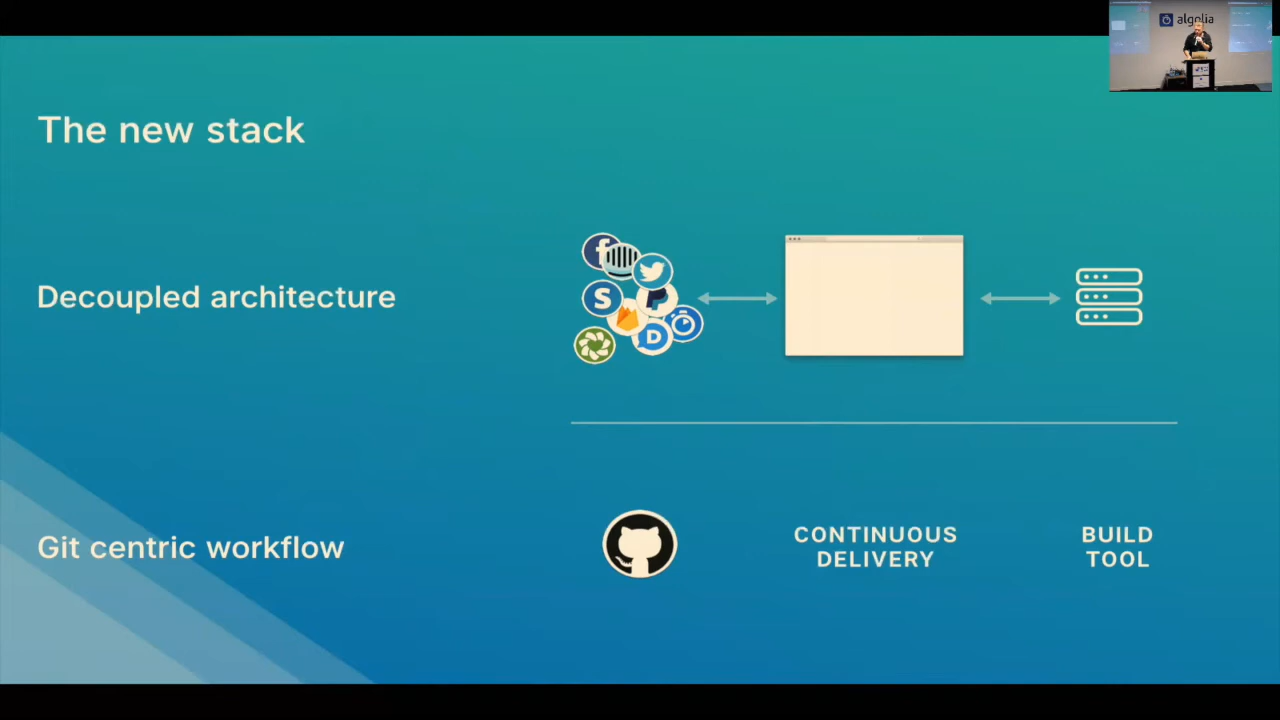 algolia
The new stack
Decoupled architecture
Git centric workflow
CONTINUOUS
DELIVERY
BUILD
TOOL